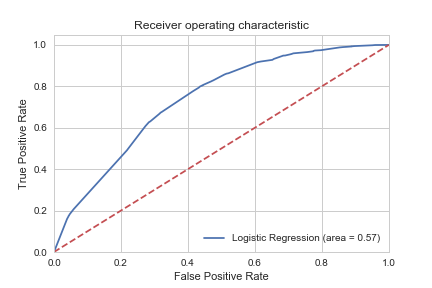 Receiver operating characteristic
1.0
0.8
0.6
0.4
0.2
0.0
True Positive Rate
Logistic Regression (area = 0.57)
0.0 0.2 0.4 0.6 0.8 1.0
False Positive Rate